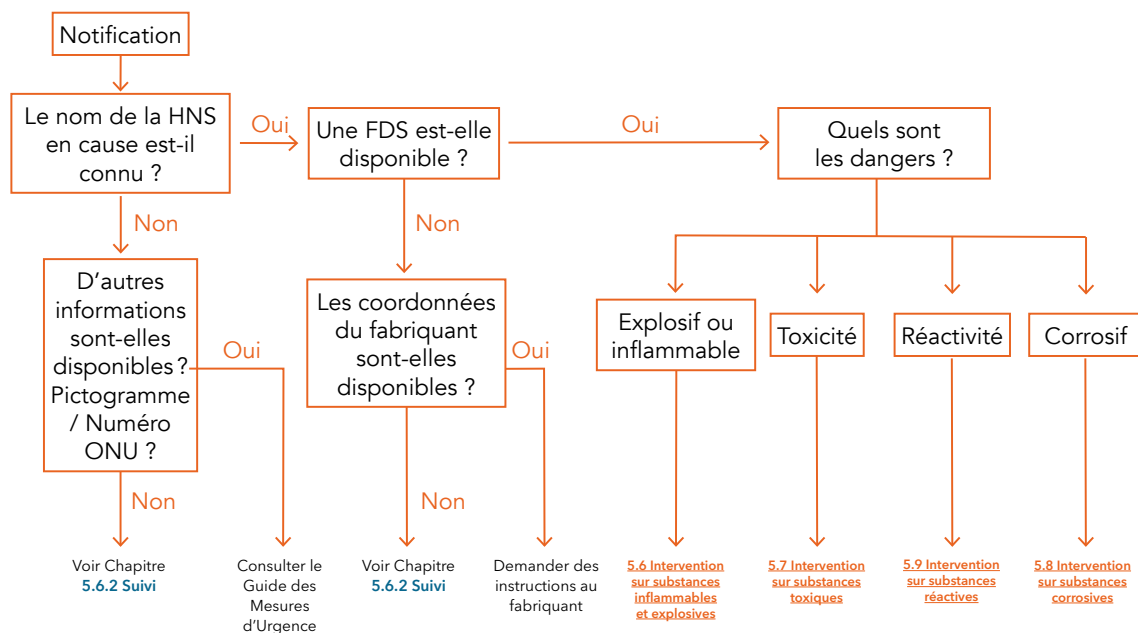 Notification
Le nom de la HNS
en cause est-il
connu ?
Oui
Une FDS est-elle
disponible ?
Oui
Quels sont
les dangers ?
Non
Non
D'autres
informations
sont-elles
disponibles ?
Pictogramme
/ Numéro
ONU ?
Oui
Les coordonnées
du fabriquant
sont-elles
disponibles ?
Oui
Explosif ou
inflammable
Toxicité
Réactivité
Corrosif
Non
Non
Voir Chapitre
5.6.2 Suivi
Consulter le
Guide des
Mesures
d'Urgence
Voir Chapitre
5.6.2 Suivi
Demander des
instructions au
fabriquant
5.6 Intervention
sur substances
inflammables
et explosives
5.7 Intervention
sur substances
toxiques
5.9 Intervention
sur substances
réactives
5.8 Intervention
sur substances
corrosives